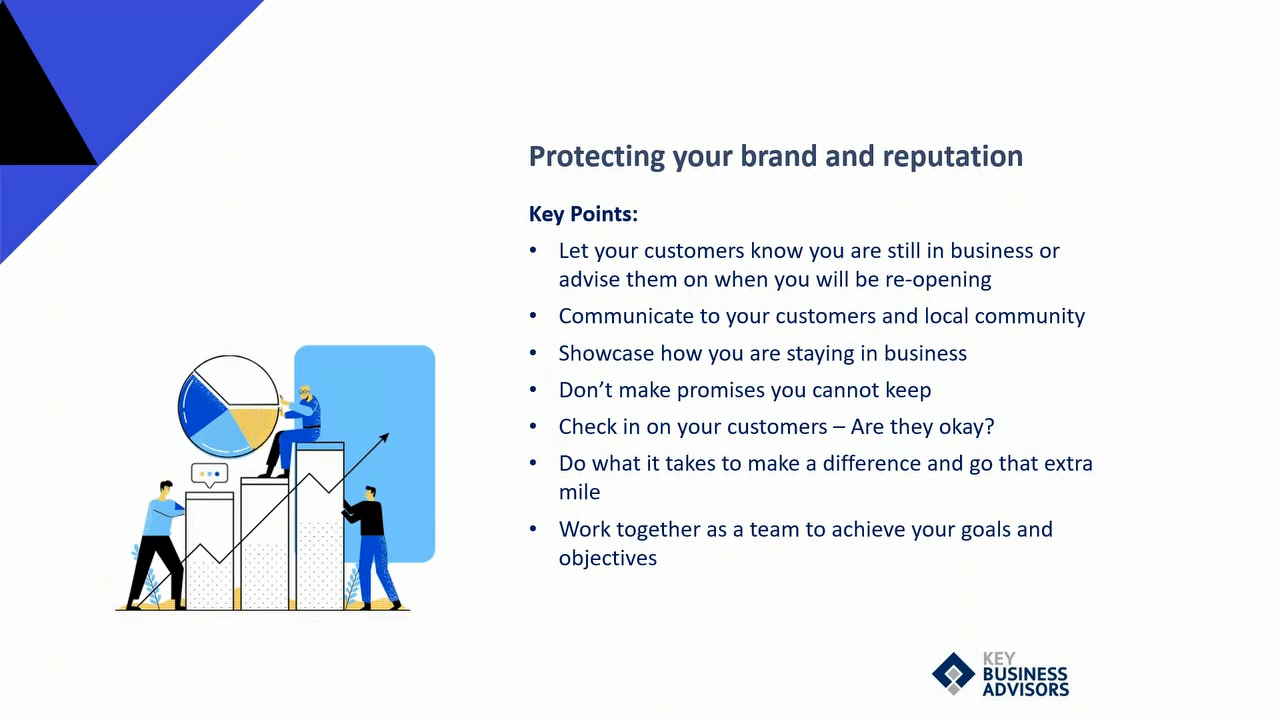 Protecting your brand and reputation
Key Points:
• Let your customers know you are still in business or
advise them on when you will be re-opening
• Communicate to your customers and local community
• Showcase how you are staying in business
• Don’t make promises you cannot keep
• Check in on your customers – Are they okay?
• Do what it takes to make a difference and go that extra
mile
• Work together as a team to achieve your goals and
objectives
KEY
BUSINESS
ADVISORS